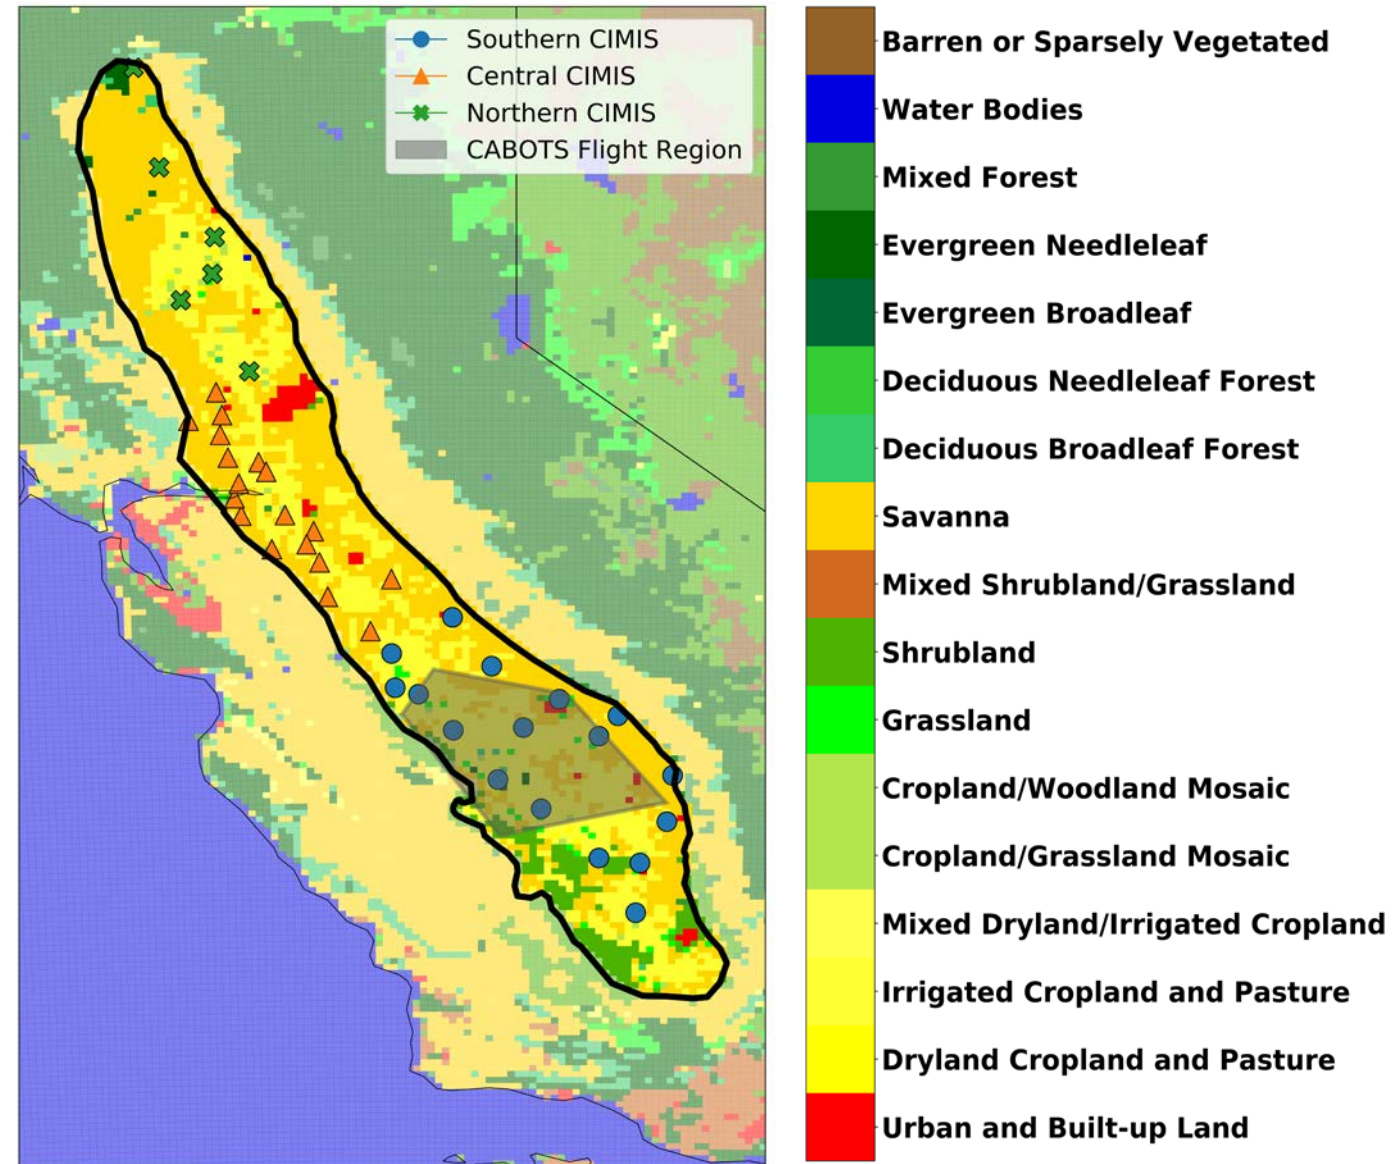 Southern CIMIS
Central CIMIS
Northern CIMIS
CABOTS Flight Region
Barren or Sparsely Vegetated
Water Bodies
Mixed Forest
Evergreen Needleleaf
Evergreen Broadleaf
Deciduous Needleleaf Forest
Deciduous Broadleaf Forest
Savanna
Mixed Shrubland/Grassland
Shrubland
Grassland
Cropland/Woodland Mosaic
Cropland/Grassland Mosaic
Mixed Dryland/Irrigated Cropland
Irrigated Cropland and Pasture
Dryland Cropland and Pasture
Urban and Built-up Land